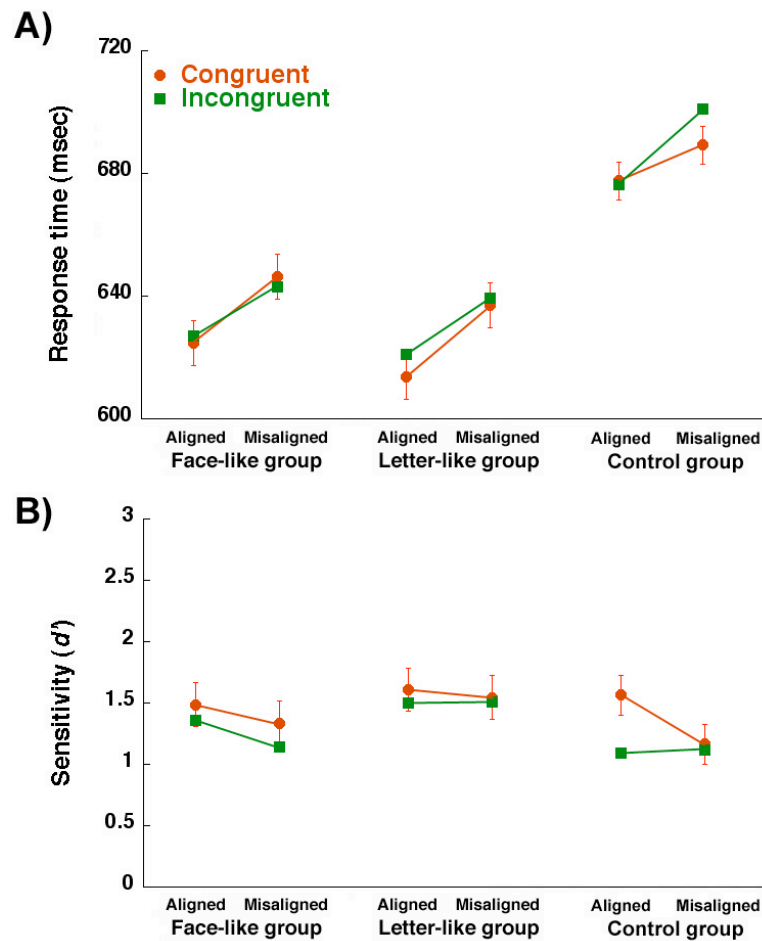 A)
720
Congruent
Incongruent
680
640
600
Response time (msec)
Aligned Misaligned Aligned Misaligned Aligned Misaligned
Face-like group Letter-like group Control group
B)
3
2.5
2
1.5
1
0.5
0
Sensitivity (d')
Aligned Misaligned Aligned Misaligned Aligned Misaligned
Face-like group Letter-like group Control group